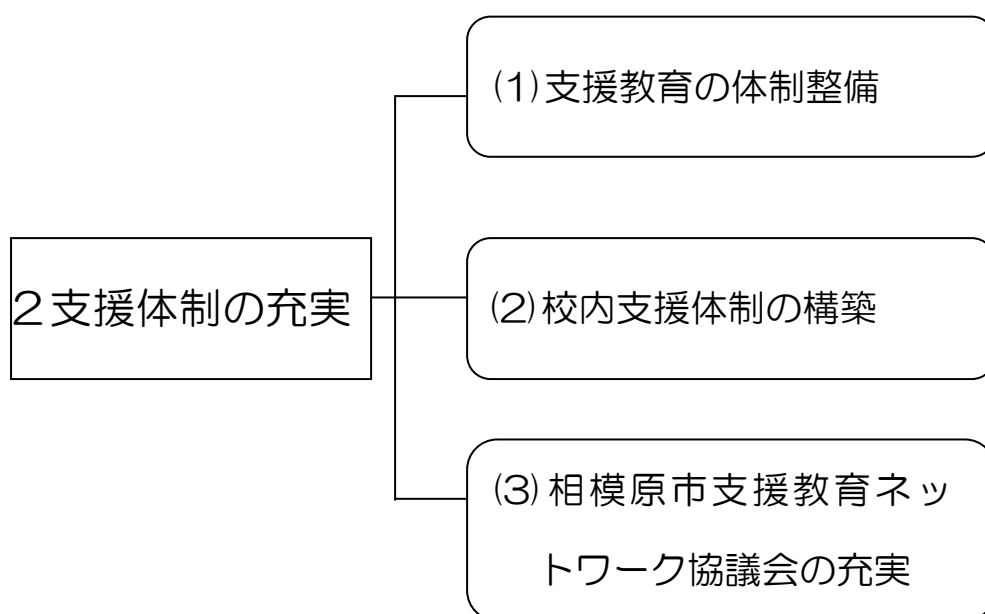 ⑴支援教育の体制整備
２支援体制の充実
⑵校内支援体制の構築
⑶相模原市支援教育ネッ
トワーク協議会の充実